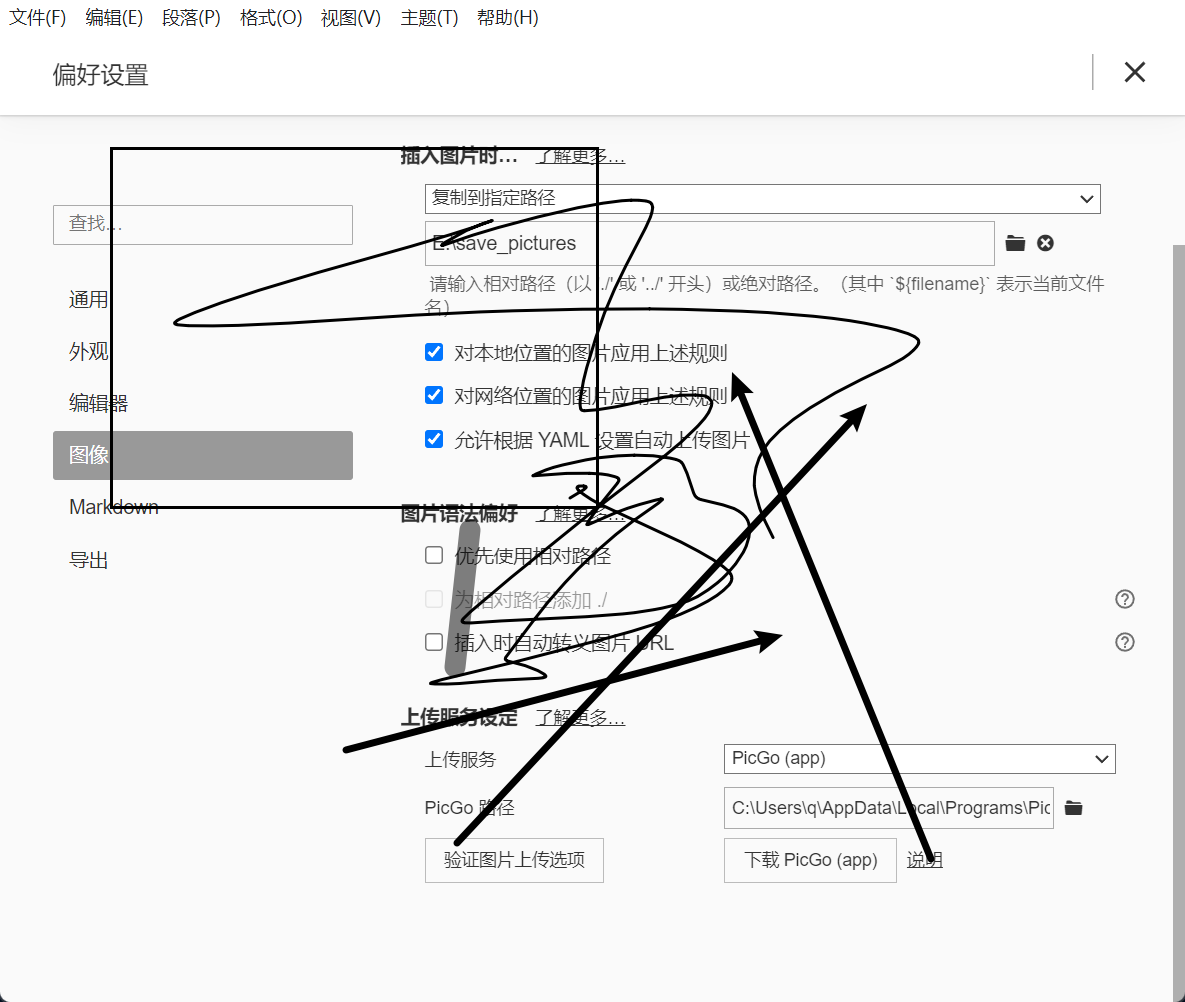 文件(F) 编辑(E) 段落(P) 格式(O) 视图(V) 主题(T) 帮助(H)
偏好设置
查找...
通用
外观
编辑器
图像
Markdown
导出
插入图片时... 了解更多...
复制到指定路径
E:\save_pictures
请输入相对路径（以 './' 或 '../' 开头）或绝对路径。（其中 `${filename}` 表示当前文件
名）
对本地位置的图片应用上述规则
对网络位置的图片应用上述规则
允许根据 YAML 设置自动上传图片
图片语法偏好 了解更多...
优先使用相对路径
为相对路径添加 ./
插入时自动转义图片 URL
上传服务设定 了解更多...
上传服务 PicGo (app)
PicGo 路径 C:\Users\q\AppData\Local\Programs\Pic
验证图片上传选项 下载 PicGo (app) 说明